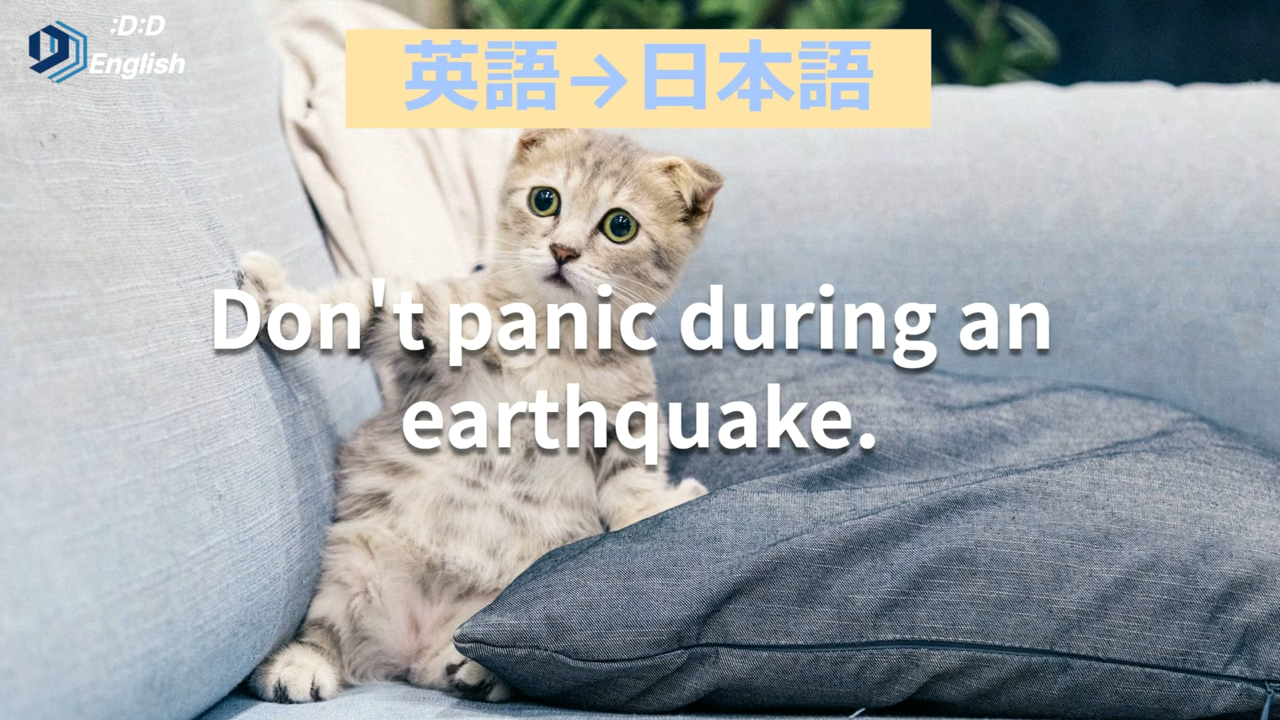 :D:D
English
英語→日本語
Don't panic during an
earthquake.